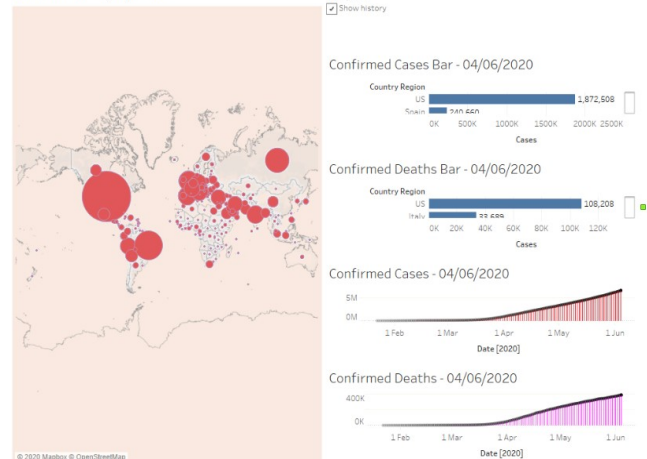 Show history
Confirmed Cases Bar - 04/06/2020
Country Region
US
1,872,508
Spain
240,660
0K 500K 1000K 1500K 2000K 2500K
Cases
Confirmed Deaths Bar - 04/06/2020
Country Region
US
108,208
Italy
33,689
0K 20K 40K 60K 80K 100K 120K
Cases
Confirmed Cases - 04/06/2020
5M
0M
1 Feb 1 Mar 1 Apr 1 May 1 Jun
Date [2020]
Confirmed Deaths - 04/06/2020
400K
0K
1 Feb 1 Mar 1 Apr 1 May 1 Jun
Date [2020]
© 2020 Mapbox © OpenStreetMap